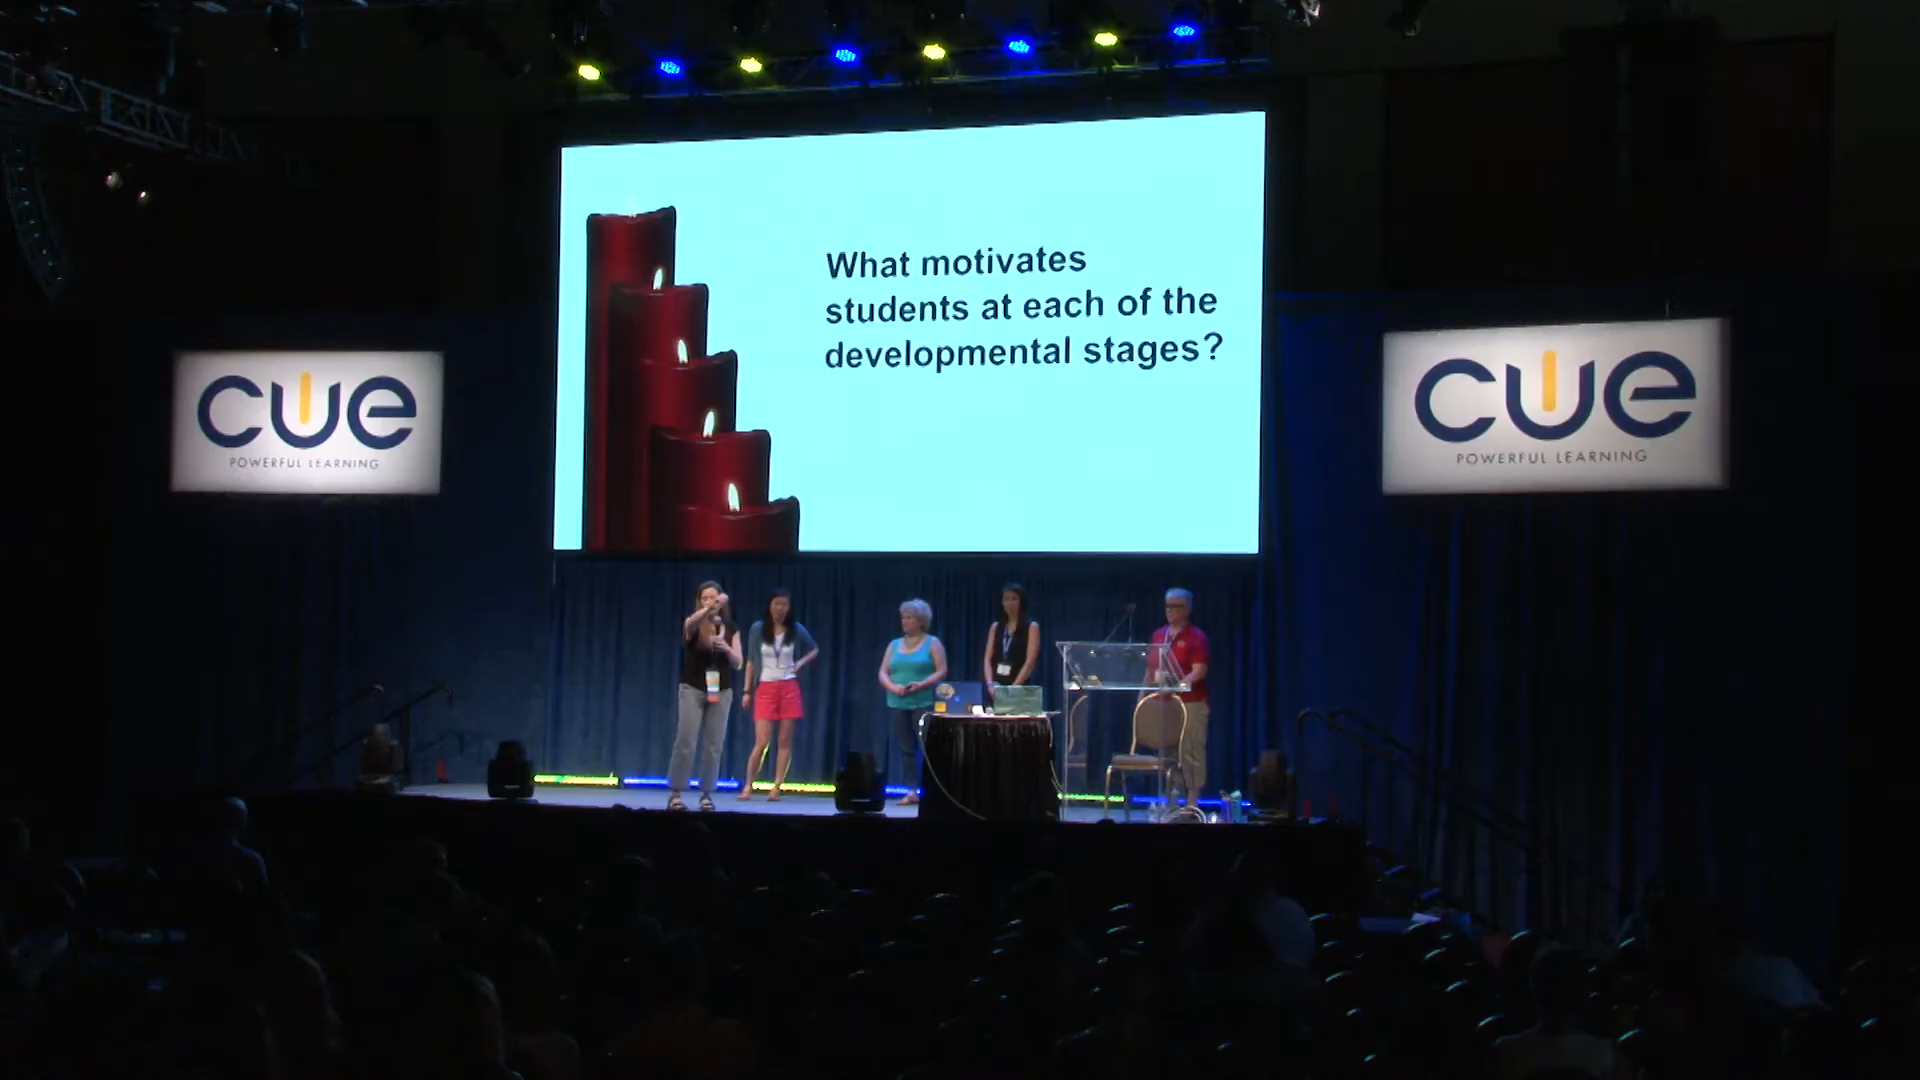 What motivates
students at each of the
developmental stages?
cue
POWERFUL LEARNING
cue
POWERFUL LEARNING